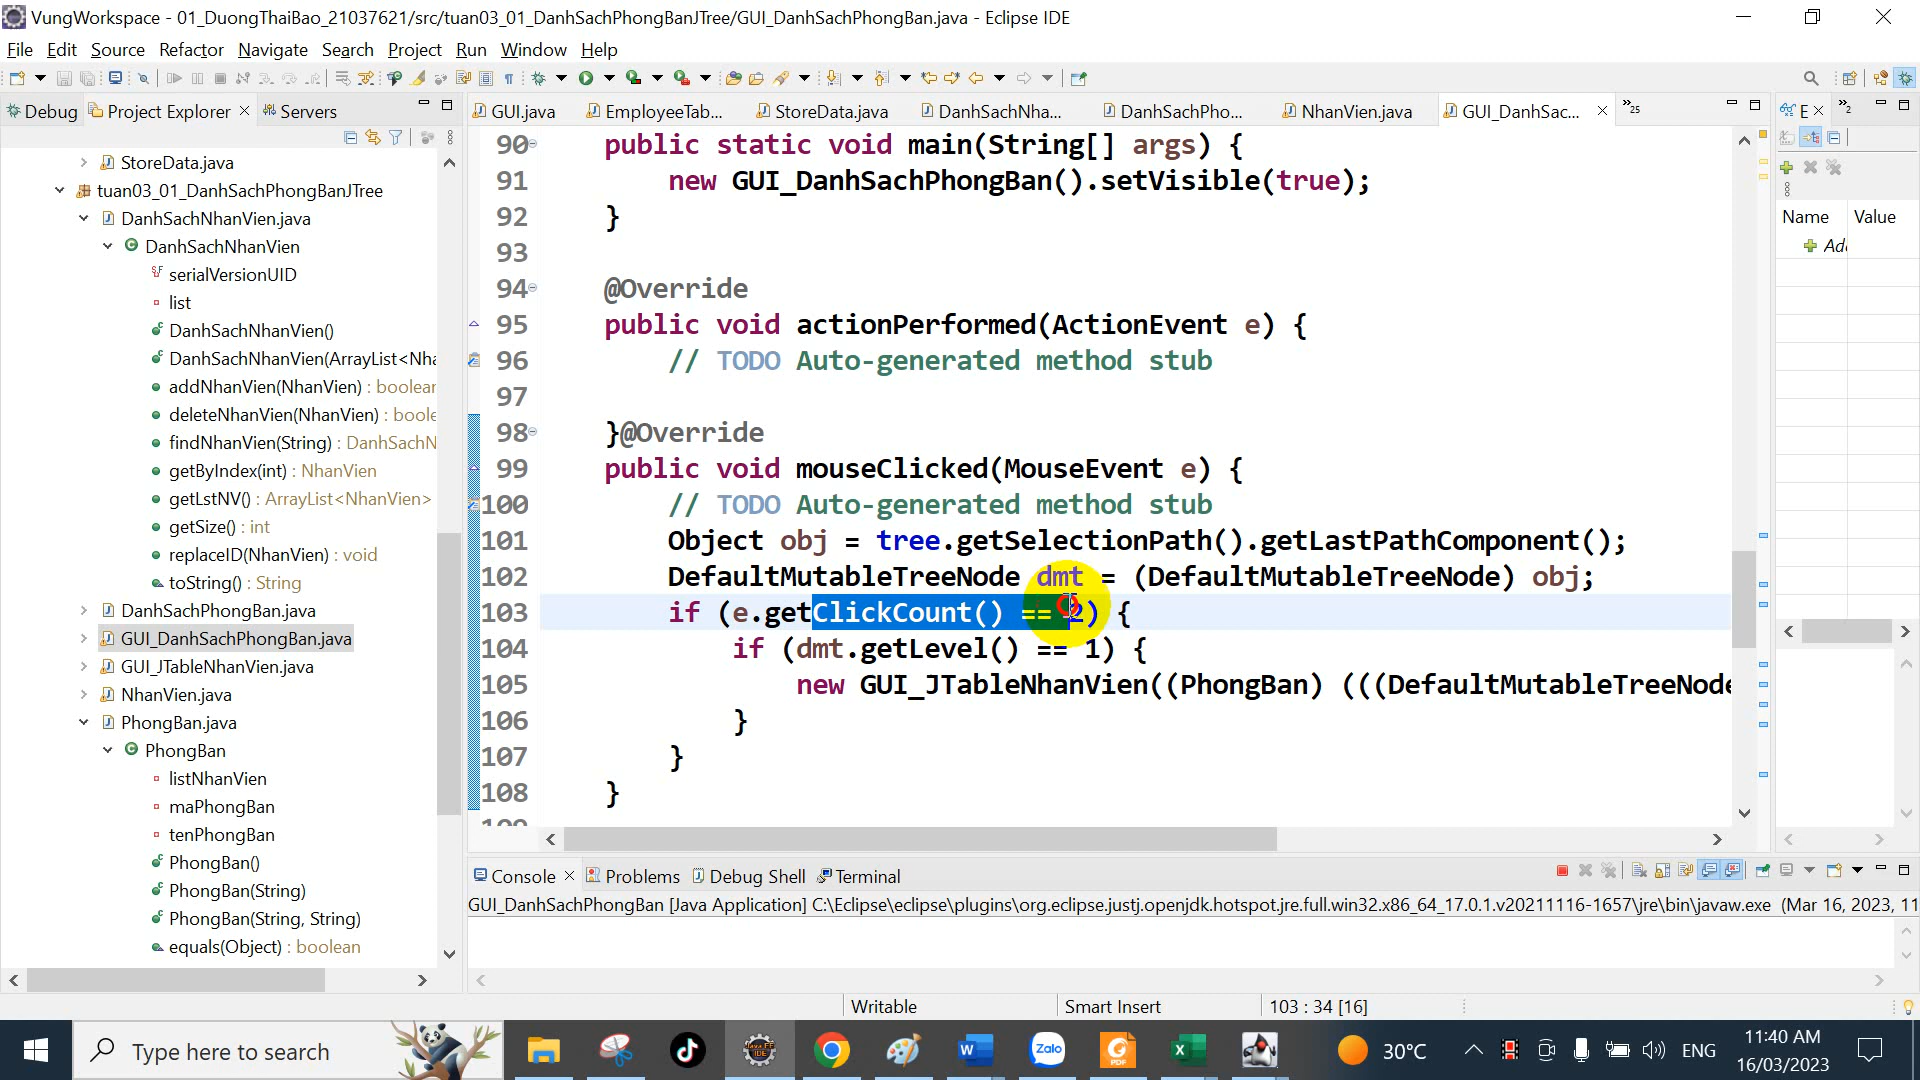 VungWorkspace - 01_DuongThaiBao_21037621/src/tuan03_01_DanhSachPhongBanJTree/GUI_DanhSachPhongBan.java - Eclipse IDE
File Edit Source Refactor Navigate Search Project Run Window Help
Debug Project Explorer Servers
StoreData.java
tuan03_01_DanhSachPhongBanJTree
DanhSachNhanVien.java
DanhSachNhanVien
serialVersionUID
list
DanhSachNhanVien()
DanhSachNhanVien(ArrayList<Nha
addNhanVien(NhanVien) : boolear
deleteNhanVien(NhanVien) : boole
findNhanVien(String) : DanhSachN
getByIndex(int) : NhanVien
getLstNV() : ArrayList<NhanVien>
getSize() : int
replaceID(NhanVien) : void
toString() : String
DanhSachPhongBan.java
GUI_DanhSachPhongBan.java
GUI_JTableNhanVien.java
NhanVien.java
PhongBan.java
PhongBan
listNhanVien
maPhongBan
tenPhongBan
PhongBan()
PhongBan(String)
PhongBan(String, String)
equals(Object) : boolean
GUI.java EmployeeTab... StoreData.java DanhSachNha... DanhSachPho... NhanVien.java GUI_DanhSac... 25
90 public static void main(String[] args) {
91 new GUI_DanhSachPhongBan().setVisible(true);
92 }
93
94 @Override
95 public void actionPerformed(ActionEvent e) {
96 // TODO Auto-generated method stub
97
98 }@Override
99 public void mouseClicked(MouseEvent e) {
100 // TODO Auto-generated method stub
101 Object obj = tree.getSelectionPath().getLastPathComponent();
102 DefaultMutableTreeNode dmt = (DefaultMutableTreeNode) obj;
103 if (e.getClickCount() == 2) {
104 if (dmt.getLevel() == 1) {
105 new GUI_JTableNhanVien((PhongBan) (((DefaultMutableTreeNode
106 }
107 }
108 }
E 2
Name Value
Add
Console Problems Debug Shell Terminal
GUI_DanhSachPhongBan [Java Application] C:\Eclipse\eclipse\plugins\org.eclipse.justj.openjdk.hotspot.jre.full.win32.x86_64_17.0.1.v20211116-1657\jre\bin\javaw.exe (Mar 16, 2023, 11
Writable Smart Insert 103 : 34 [16]
Type here to search
Zalo
30°C
ENG
11:40 AM
16/03/2023